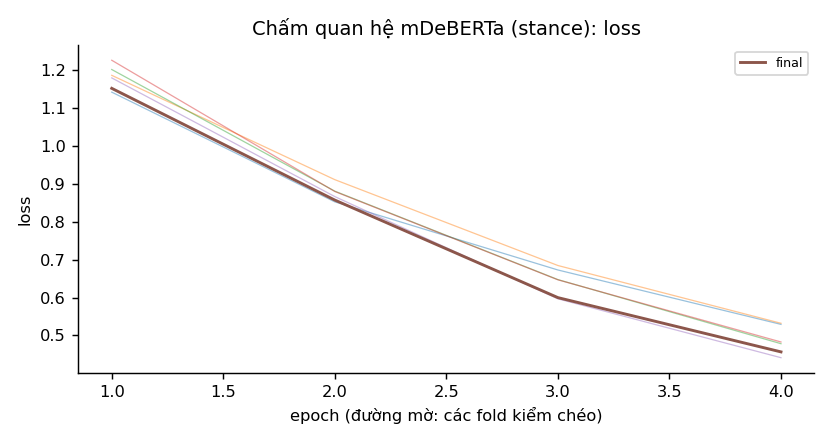 Chấm quan hệ mDeBERTa (stance): loss
final
loss
1.2
1.1
1.0
0.9
0.8
0.7
0.6
0.5
1.0 1.5 2.0 2.5 3.0 3.5 4.0
epoch (đường mờ: các fold kiểm chéo)